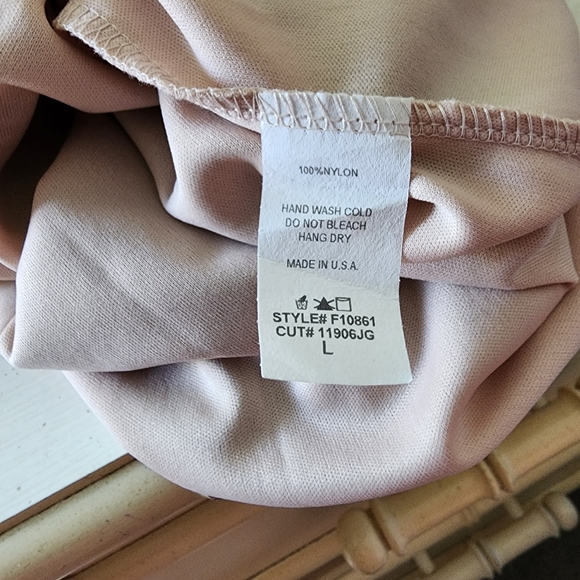 100%NYLON
HAND WASH COLD
DO NOT BLEACH
HANG DRY
MADE IN U.S.A.
STYLE# F10861
CUT# 11906JG
L